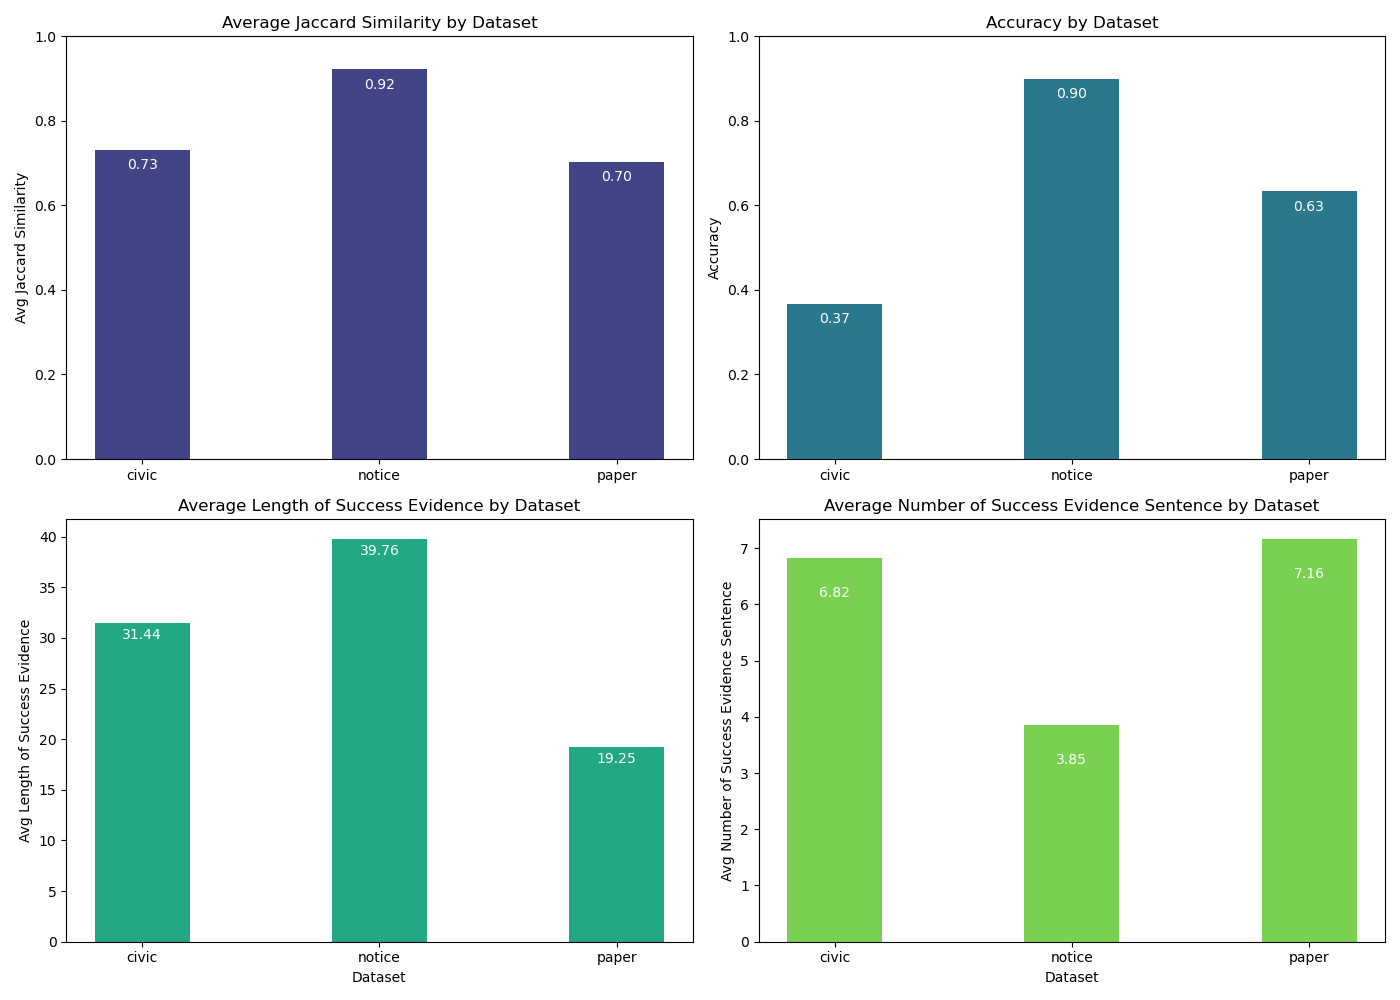 Average Jaccard Similarity by Dataset
Avg Jaccard Similarity
1.0
0.8
0.6
0.4
0.2
0.0
0.73
0.92
0.70
civic
notice
paper
Accuracy by Dataset
Accuracy
1.0
0.8
0.6
0.4
0.2
0.0
0.37
0.90
0.63
civic
notice
paper
Average Length of Success Evidence by Dataset
Avg Length of Success Evidence
40
35
30
25
20
15
10
5
0
31.44
39.76
19.25
civic
notice
paper
Dataset
Average Number of Success Evidence Sentence by Dataset
Avg Number of Success Evidence Sentence
7
6
5
4
3
2
1
0
6.82
3.85
7.16
civic
notice
paper
Dataset